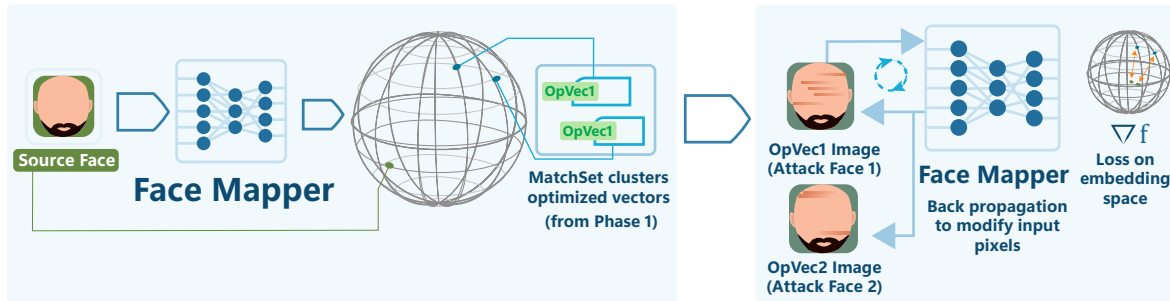 Source Face
Face Mapper
OpVec1
OpVec1
MatchSet clusters
optimized vectors
(from Phase 1)
OpVec1 Image
(Attack Face 1)
OpVec2 Image
(Attack Face 2)
Face Mapper
Back propagation
to modify input
pixels
▽ f
Loss on
embedding
space